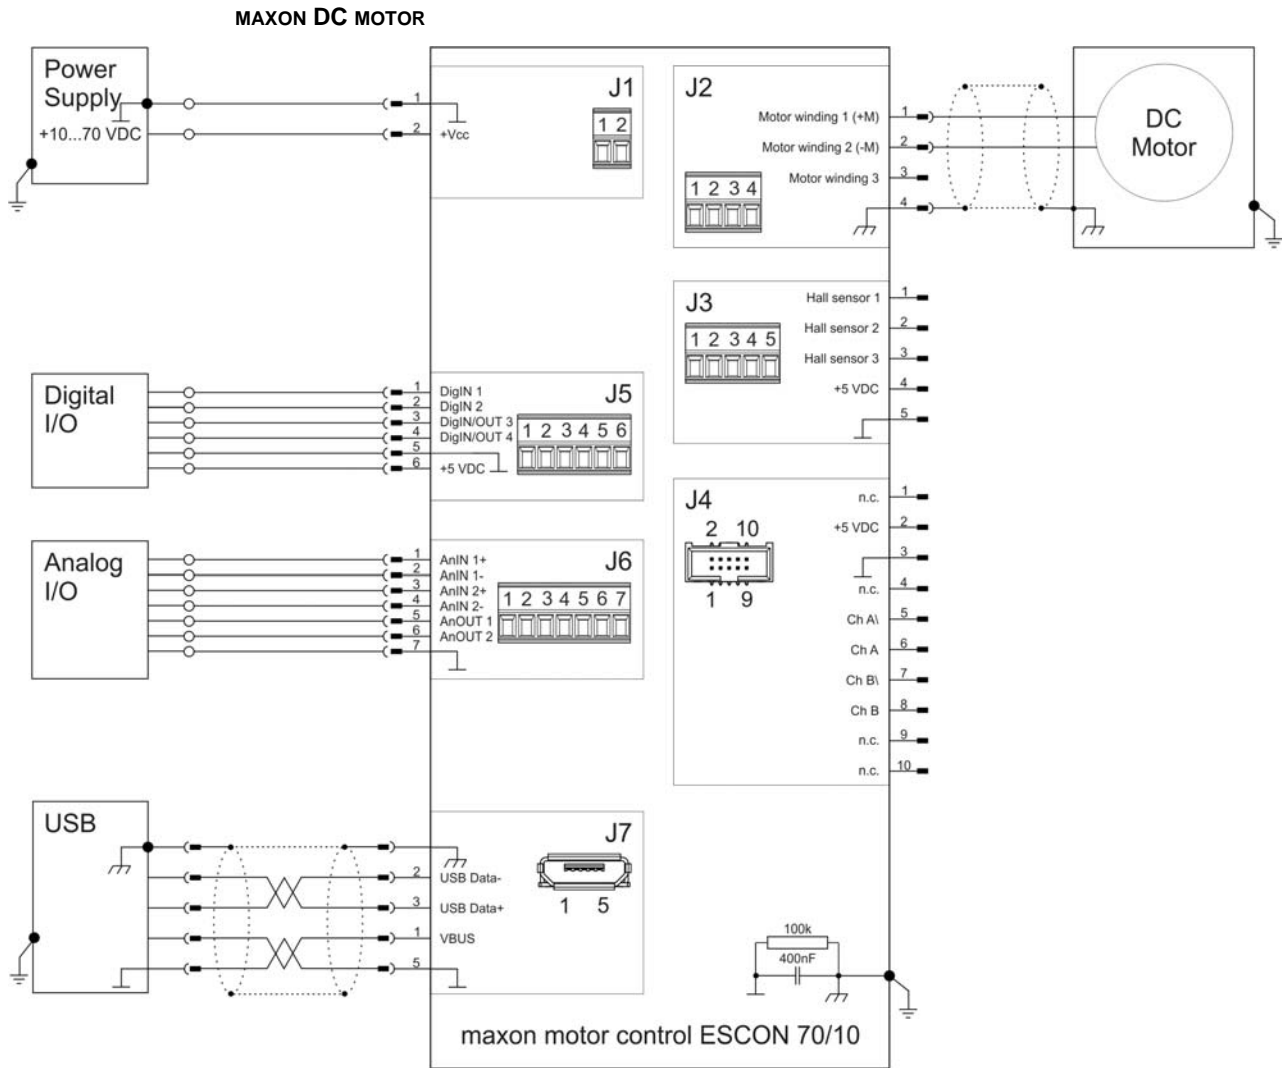 MAXON DC MOTOR
Power
Supply
+10...70 VDC
1
2
+Vcc
J1
1 2
J2
Motor winding 1 (+M)
1
Motor winding 2 (-M)
2
Motor winding 3
3
4
1 2 3 4
DC
Motor
J3
Hall sensor 1
1
Hall sensor 2
2
Hall sensor 3
3
+5 VDC
4
5
1 2 3 4 5
Digital
I/O
1
DigIN 1
2
DigIN 2
3
DigIN/OUT 3
4
DigIN/OUT 4
5
6
+5 VDC
J5
1 2 3 4 5 6
J4
2 10
1 9
n.c.
1
+5 VDC
2
3
n.c.
4
Ch A\
5
Ch A
6
Ch B\
7
Ch B
8
n.c.
9
n.c.
10
Analog
I/O
1
AnIN 1+
2
AnIN 1-
3
AnIN 2+
4
AnIN 2-
5
AnOUT 1
6
AnOUT 2
7
J6
1 2 3 4 5 6 7
USB
2
USB Data-
3
USB Data+
1
VBUS
5
J7
1 5
100k
400nF
maxon motor control ESCON 70/10